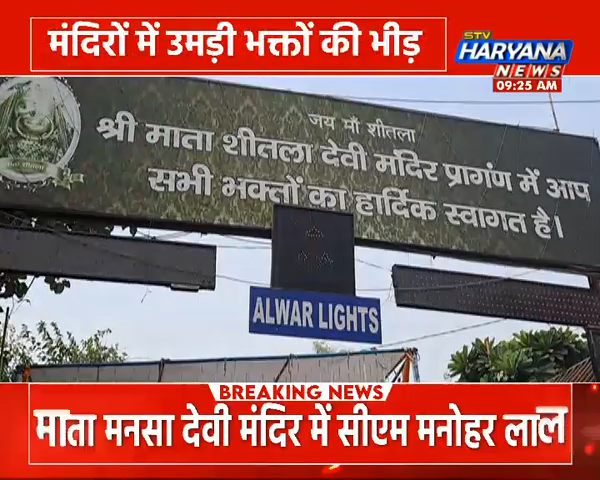 मंदिरों में उमड़ी भक्तों की भीड़
STV
HARYANA
NEWS
09:25 AM
जय माँ शीतला
श्री माता शीतला देवी मंदिर प्रागंण में आप
सभी भक्तों का हार्दिक स्वागत है।
ALWAR LIGHTS
BREAKING NEWS
माता मनसा देवी मंदिर में सीएम मनोहर लाल